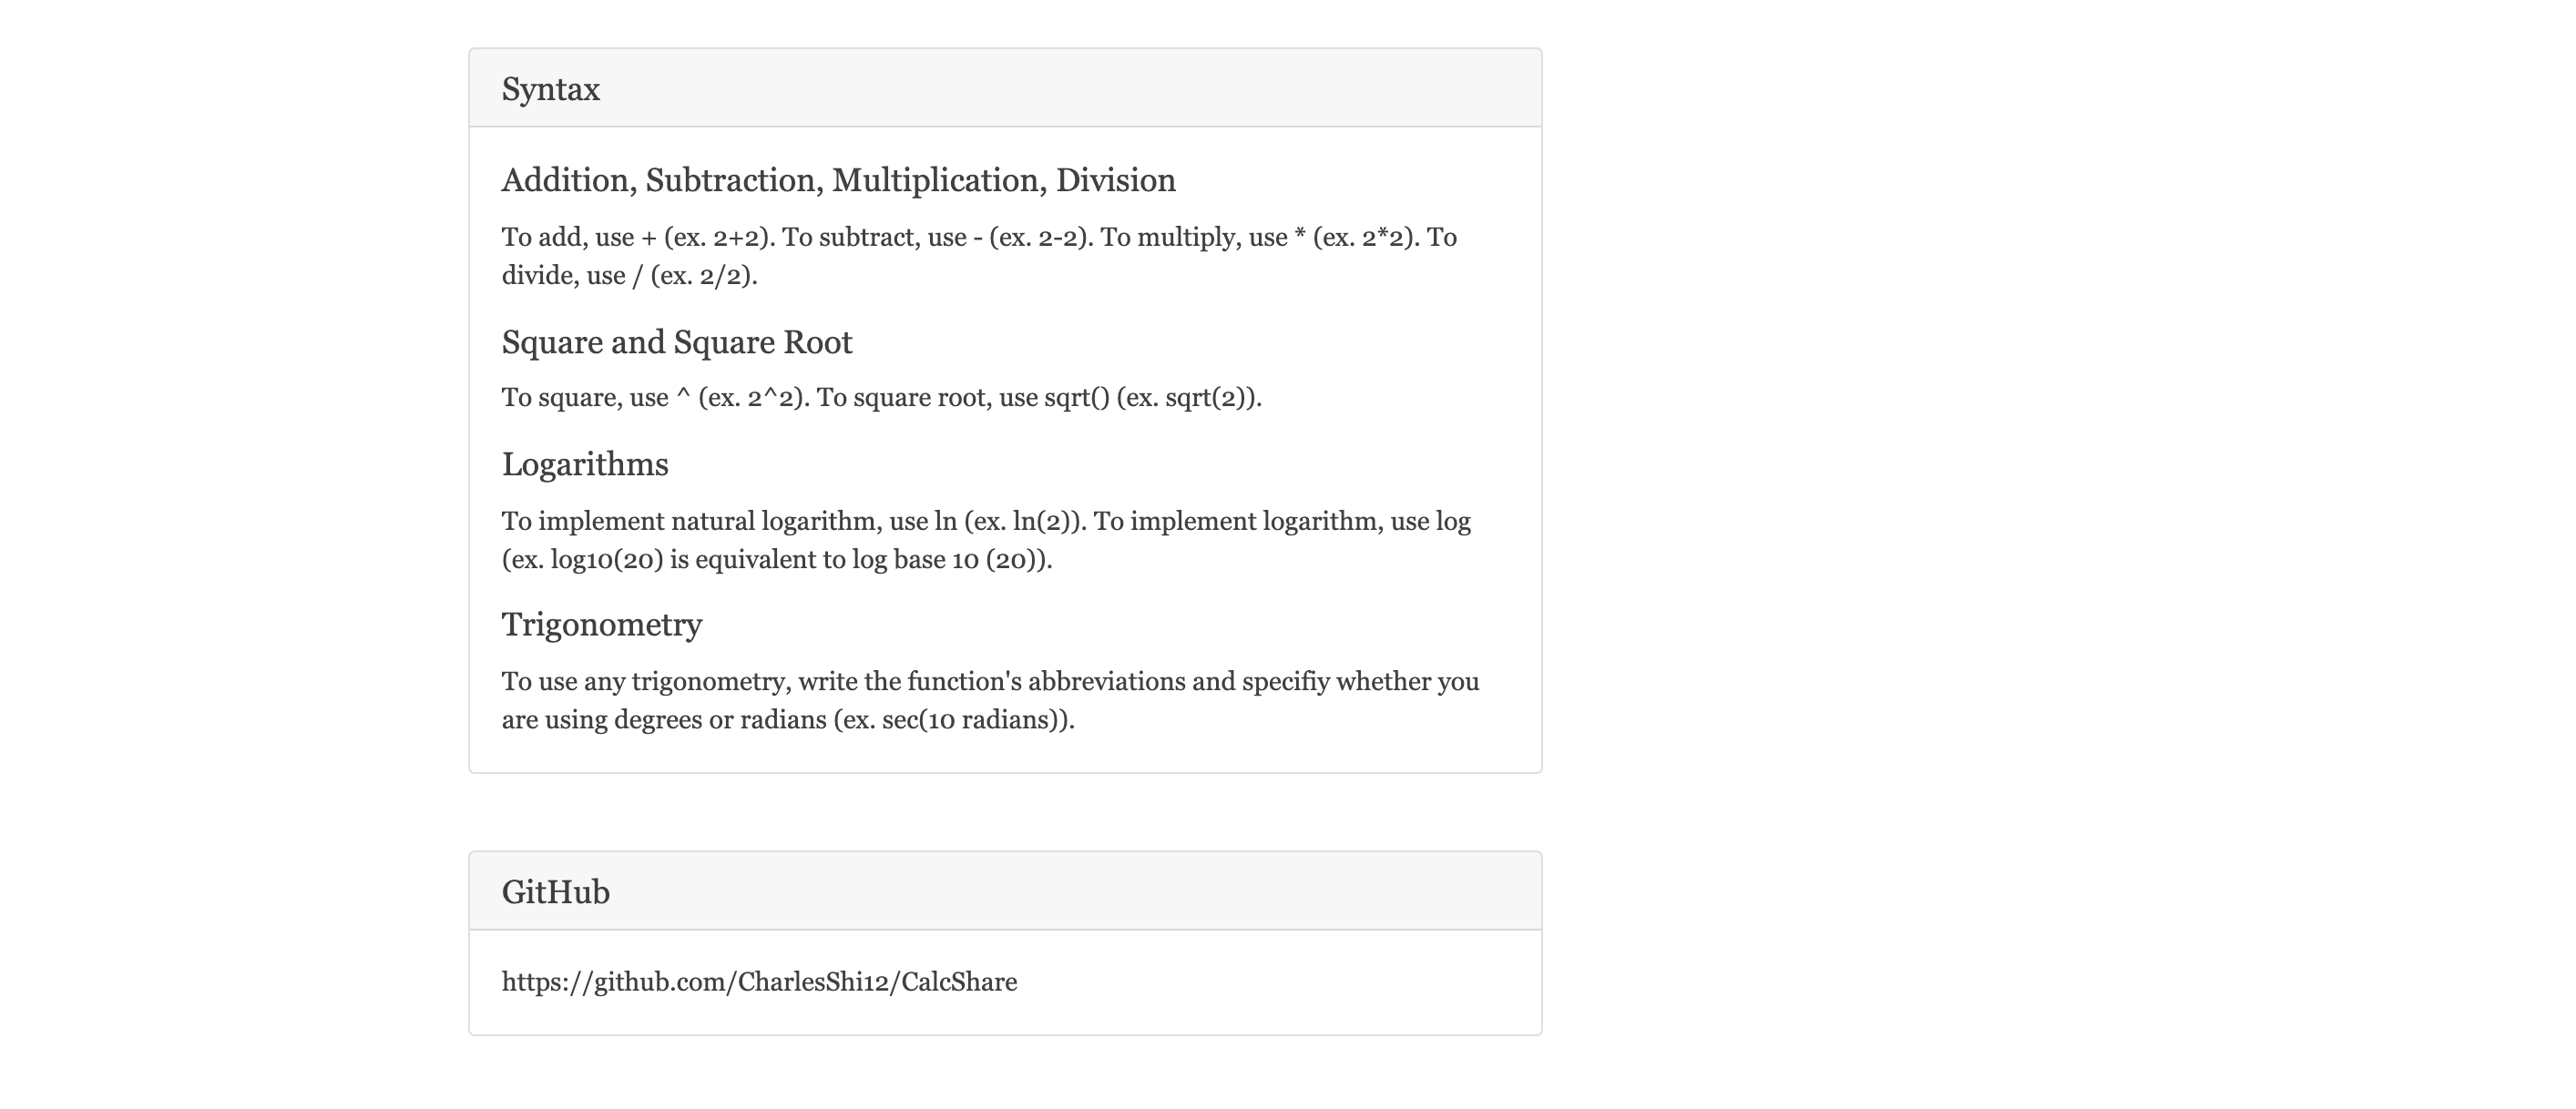 Syntax
Addition, Subtraction, Multiplication, Division
To add, use + (ex. 2+2). To subtract, use - (ex. 2-2). To multiply, use * (ex. 2*2). To
divide, use / (ex. 2/2).
Square and Square Root
To square, use ^ (ex. 2^2). To square root, use sqrt() (ex. sqrt(2)).
Logarithms
To implement natural logarithm, use ln (ex. ln(2)). To implement logarithm, use log
(ex. log10(20) is equivalent to log base 10 (20)).
Trigonometry
To use any trigonometry, write the function's abbreviations and specifiy whether you
are using degrees or radians (ex. sec(10 radians)).
GitHub
https://github.com/CharlesShi12/CalcShare